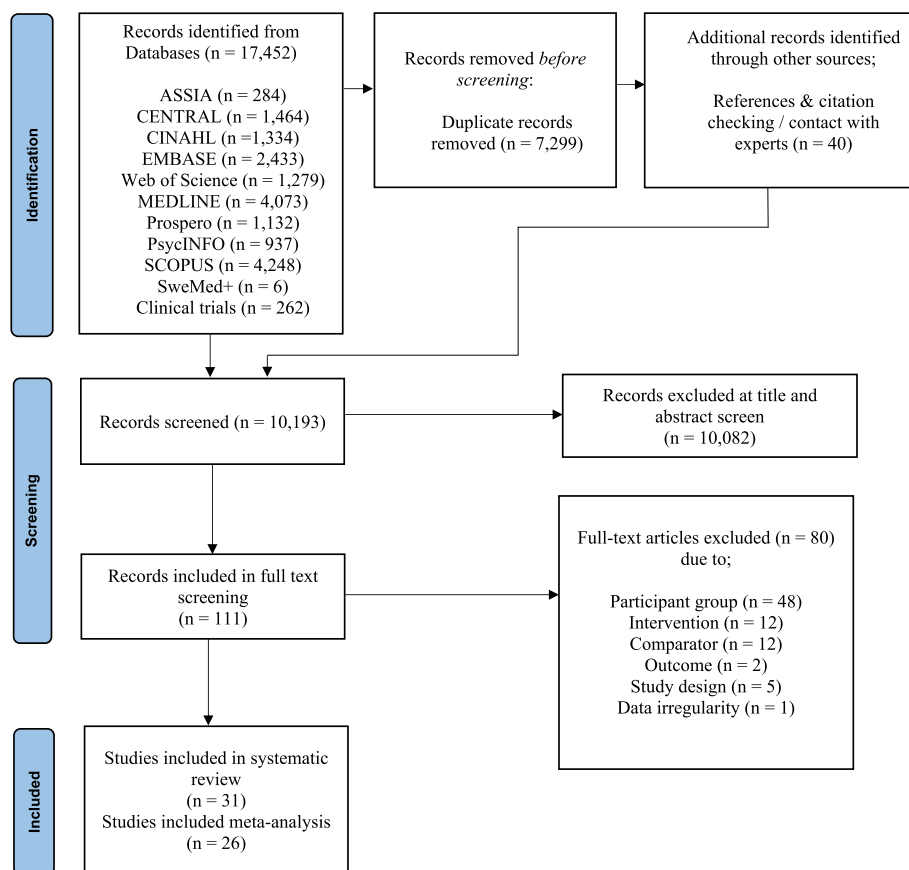 Identification
Records identified from
Databases (n = 17,452)
ASSIA (n = 284)
CENTRAL (n = 1,464)
CINAHL (n =1,334)
EMBASE (n = 2,433)
Web of Science (n = 1,279)
MEDLINE (n = 4,073)
Prospero (n = 1,132)
PsycINFO (n = 937)
SCOPUS (n = 4,248)
SweMed+ (n = 6)
Clinical trials (n = 262)
Records removed before
screening:
Duplicate records
removed (n = 7,299)
Additional records identified
through other sources;
References & citation
checking / contact with
experts (n = 40)
Screening
Records screened (n = 10,193)
Records excluded at title and
abstract screen
(n = 10,082)
Records included in full text
screening
(n = 111)
Full-text articles excluded (n = 80)
due to;
Participant group (n = 48)
Intervention (n = 12)
Comparator (n = 12)
Outcome (n = 2)
Study design (n = 5)
Data irregularity (n = 1)
Included
Studies included in systematic
review
(n = 31)
Studies included meta-analysis
(n = 26)